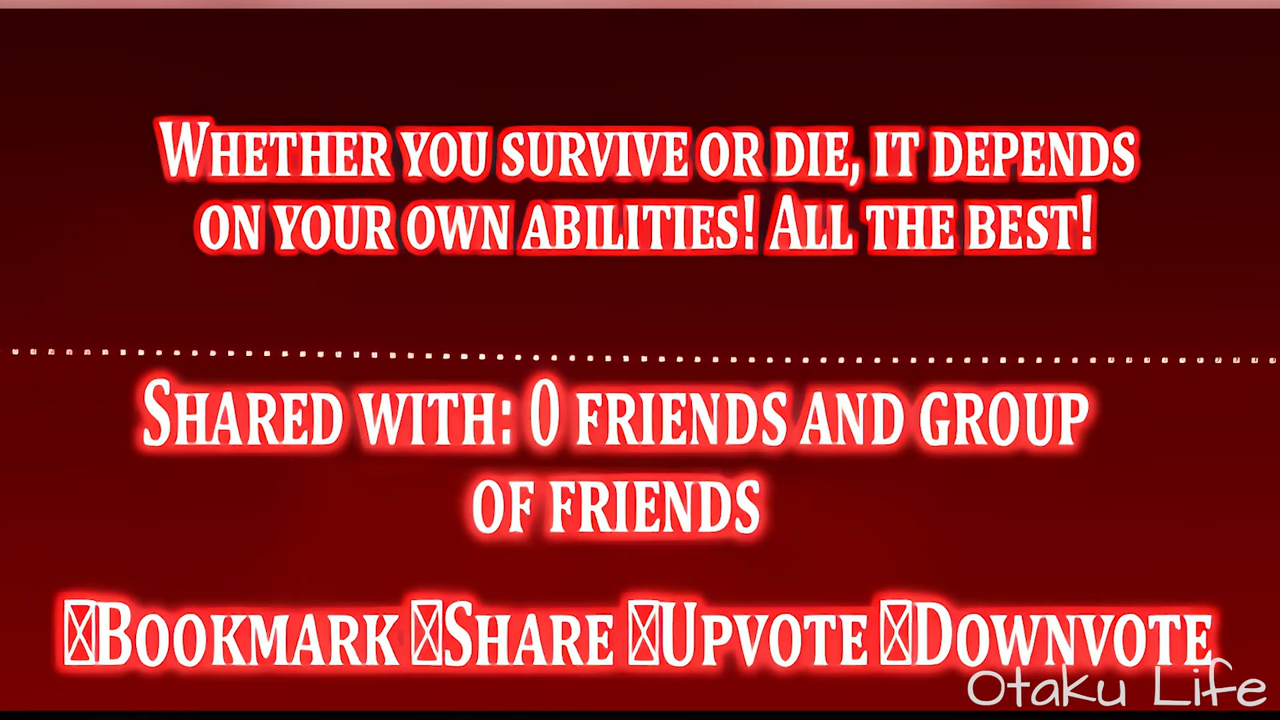 Whether you survive or die, it depends
on your own abilities! All the best!
Shared with: 0 friends and group
of friends
Bookmark Share Upvote Downvote
Otaku Life